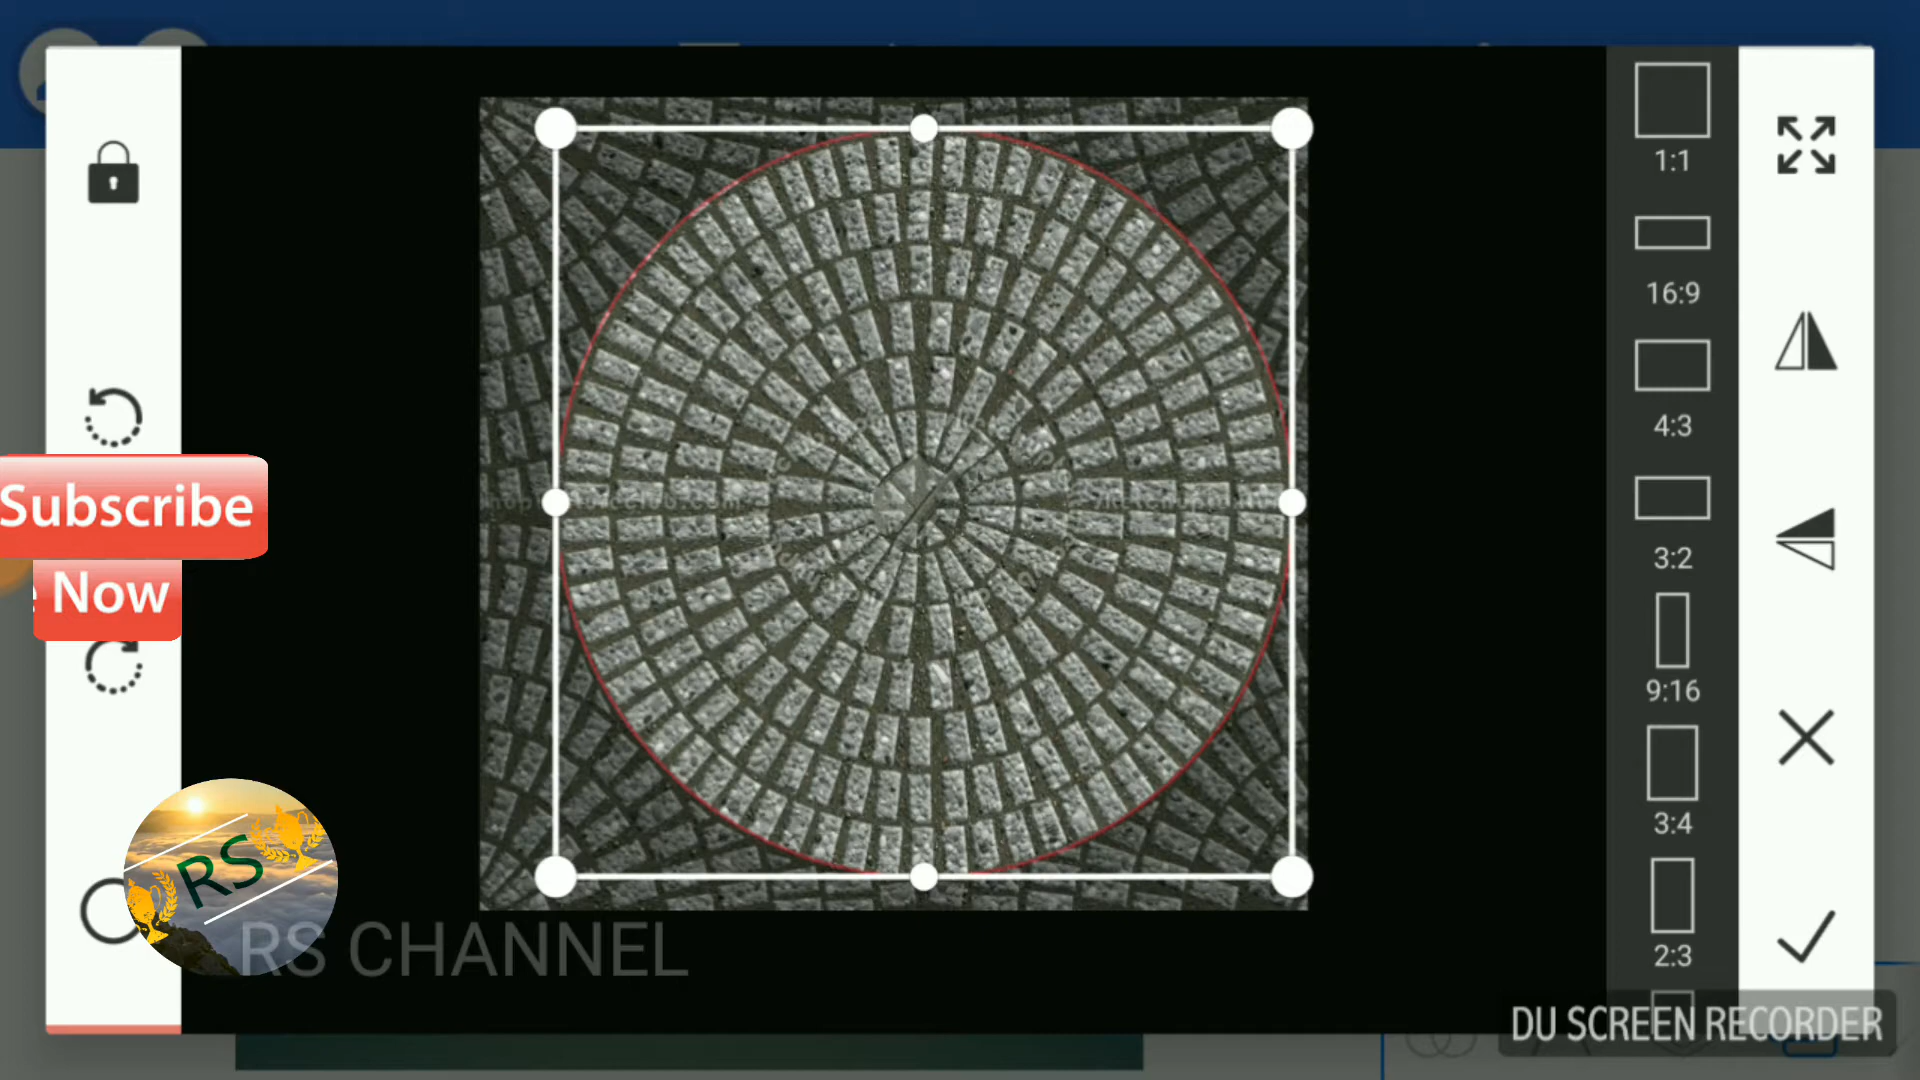 1:1
16:9
4:3
3:2
9:16
3:4
2:3
Subscribe
Now
RS
RS CHANNEL
DU SCREEN RECORDER